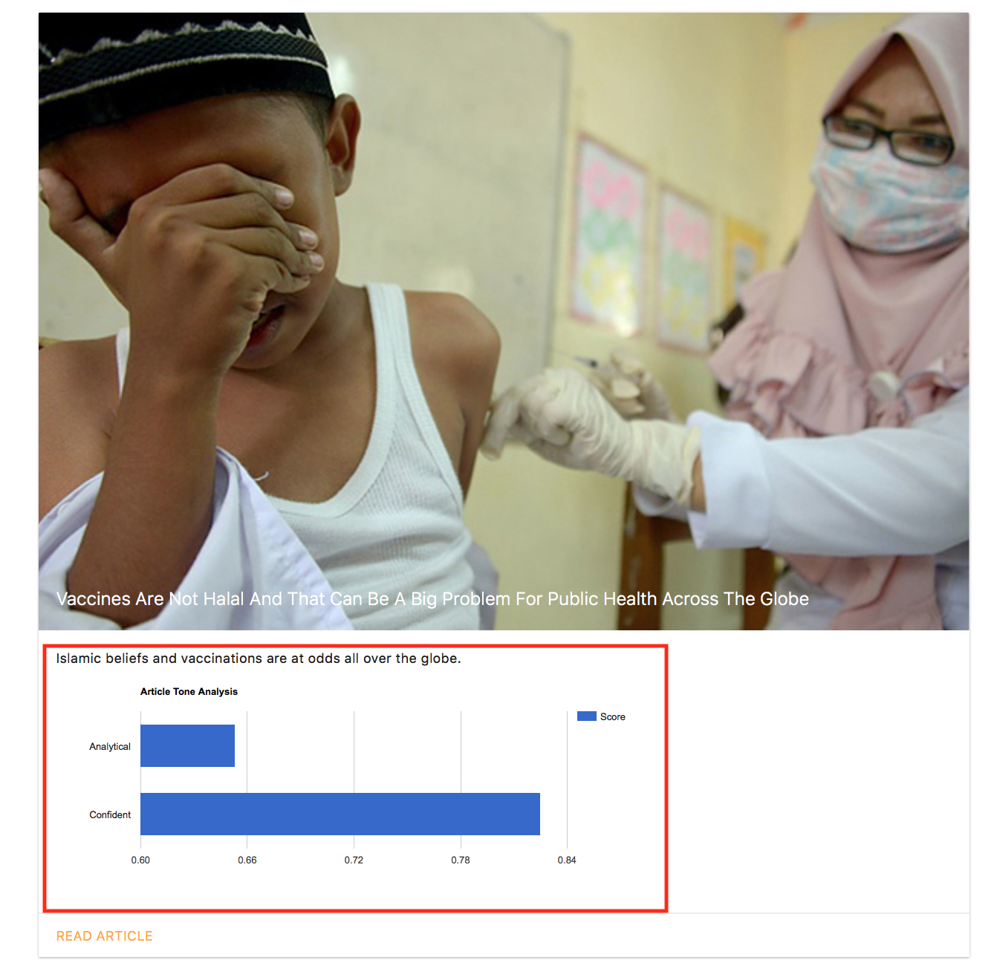 Vaccines Are Not Halal And That Can Be A Big Problem For Public Health Across The Globe
Islamic beliefs and vaccinations are at odds all over the globe.
Article Tone Analysis
Score
Analytical
Confident
0.60 0.66 0.72 0.78 0.84
READ ARTICLE